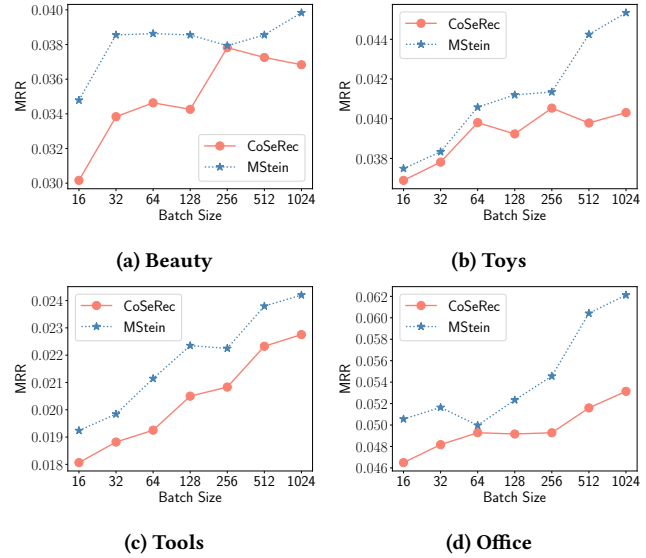 0.040
0.038
0.036
0.034
0.032
0.030
MRR
CoSeRec
MStein
16 32 64 128 256 512 1024
Batch Size
(a) Beauty
0.044
0.042
0.040
0.038
MRR
CoSeRec
MStein
16 32 64 128 256 512 1024
Batch Size
(b) Toys
0.024
0.023
0.022
0.021
0.020
0.019
0.018
MRR
CoSeRec
MStein
16 32 64 128 256 512 1024
Batch Size
(c) Tools
0.062
0.060
0.058
0.056
0.054
0.052
0.050
0.048
0.046
MRR
CoSeRec
MStein
16 32 64 128 256 512 1024
Batch Size
(d) Office